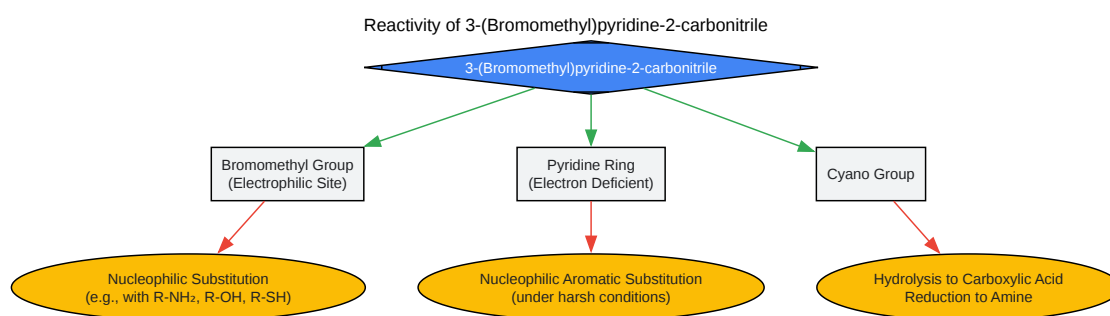 Reactivity of 3-(Bromomethyl)pyridine-2-carbonitrile
3-(Bromomethyl)pyridine-2-carbonitrile
Bromomethyl Group
(Electrophilic Site)
Pyridine Ring
(Electron Deficient)
Cyano Group
Nucleophilic Substitution
(e.g., with R-NH₂, R-OH, R-SH)
Nucleophilic Aromatic Substitution
(under harsh conditions)
Hydrolysis to Carboxylic Acid
Reduction to Amine